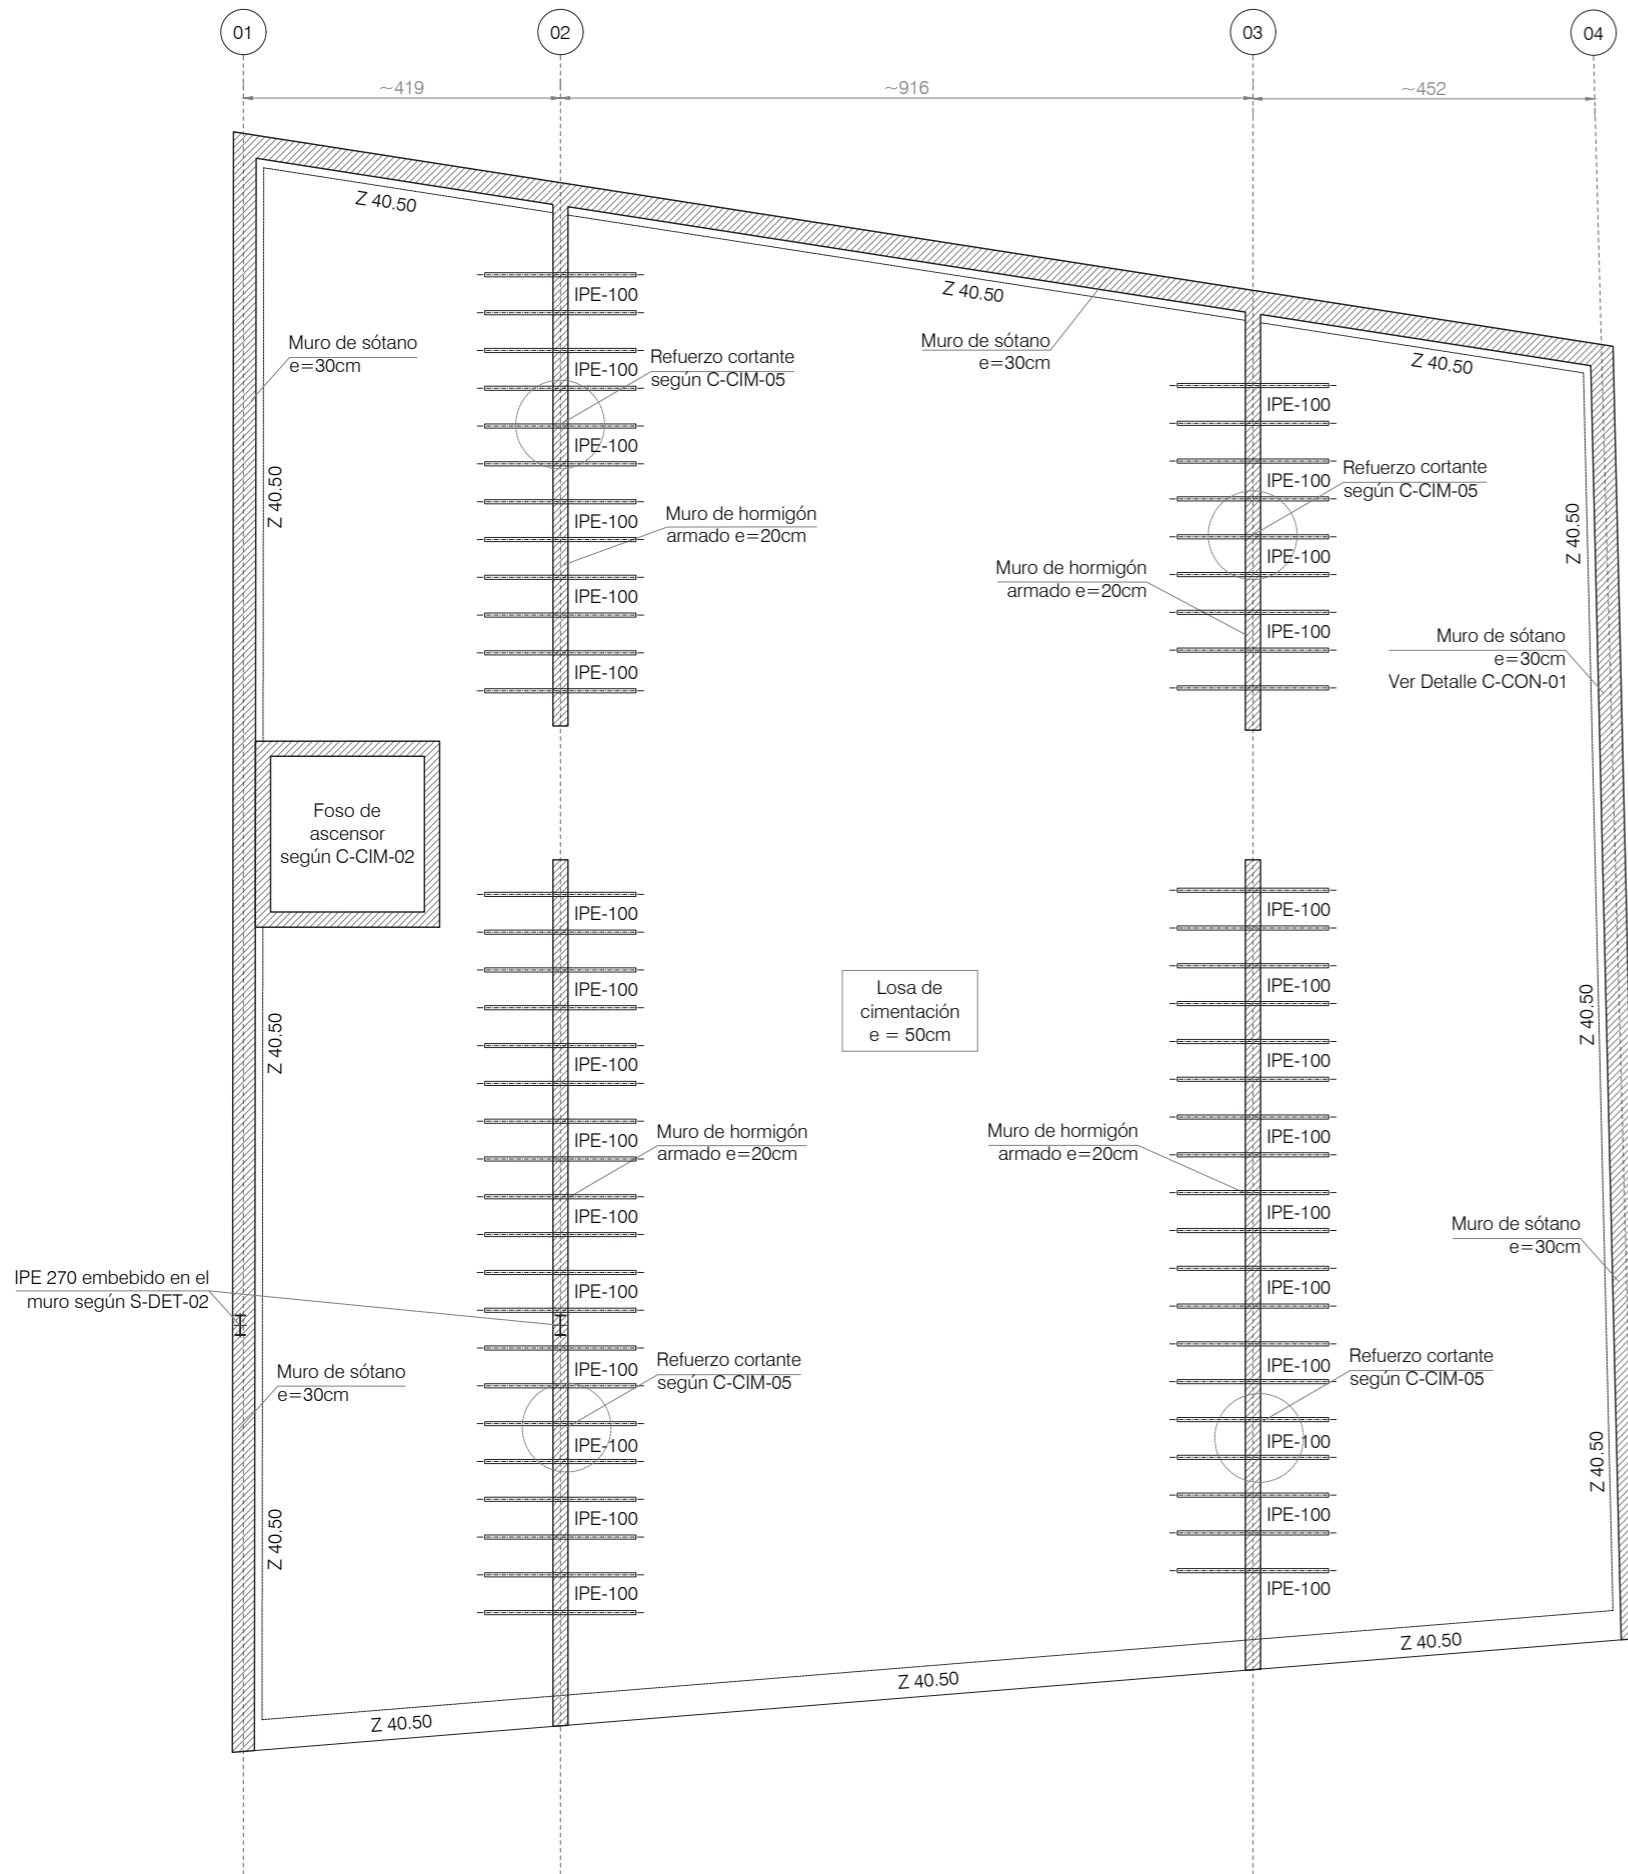 01
02
03
04
~419
~916
~452
Z 40.50
Z 40.50
Z 40.50
IPE-100
IPE-100
IPE-100
IPE-100
IPE-100
IPE-100
Muro de sótano
e=30cm
Refuerzo cortante
según C-CIM-05
Muro de sótano
e=30cm
IPE-100
IPE-100
IPE-100
IPE-100
Refuerzo cortante
según C-CIM-05
Z 40.50
Z 40.50
Muro de hormigón
armado e=20cm
Muro de hormigón
armado e=20cm
Muro de sótano
e=30cm
Ver Detalle C-CON-01
Foso de
ascensor
según C-CIM-02
IPE-100
IPE-100
IPE-100
IPE-100
IPE-100
IPE-100
IPE-100
IPE-100
IPE-100
IPE-100
Losa de
cimentación
e = 50cm
IPE-100
IPE-100
IPE-100
IPE-100
IPE-100
IPE-100
IPE-100
IPE-100
IPE-100
IPE-100
Z 40.50
Z 40.50
Muro de hormigón
armado e=20cm
Muro de hormigón
armado e=20cm
Muro de sótano
e=30cm
IPE 270 embebido en el
muro según S-DET-02
Muro de sótano
e=30cm
Refuerzo cortante
según C-CIM-05
Refuerzo cortante
según C-CIM-05
Z 40.50
Z 40.50
Z 40.50
Z 40.50
Z 40.50